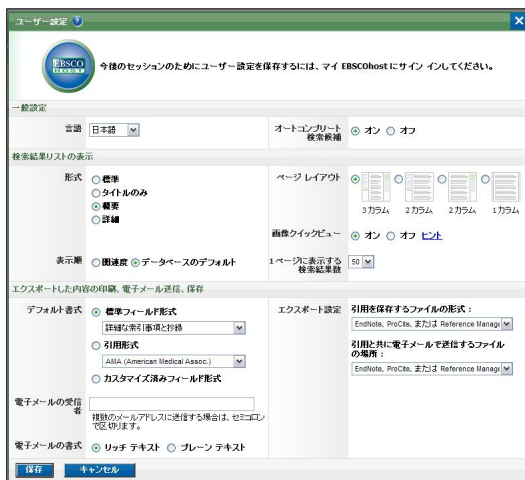 ユーザー設定
EBSCO
HOST
今後のセッションのためにユーザー設定を保存するには、マイ EBSCOhost にサイン インしてください。
一般設定
言語 日本語
オートコンプリート検索候補 オン オフ
検索結果リストの表示
形式 標準
タイトルのみ
概要
詳細
ページ レイアウト
3カラム 2カラム 2カラム 1カラム
画像クイックビュー オン オフ ヒント
表示順 関連度 データベースのデフォルト
1ページに表示する検索結果数 50
エクスポートした内容の印刷、電子メール送信、保存
デフォルト書式 標準フィールド形式
詳細な索引事項と抄録
引用形式
AMA (American Medical Assoc.)
カスタマイズ済みフィールド形式
エクスポート設定 引用を保存するファイルの形式：
EndNote、ProCite、または Reference Manage
引用と共に電子メールで送信するファイル
の場所：
EndNote、ProCite、または Reference Manage
電子メールの受信者
複数のメールアドレスに送信する場合は、セミコロン
で区切ります。
電子メールの書式 リッチ テキスト プレーン テキスト
保存 キャンセル